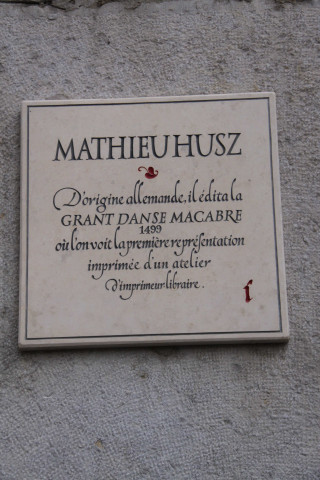 MATHIEU HUSZ
D'origine allemande, il édita la
GRANT DANSE MACABRE
1499
où l'on voit la première représentation
imprimée d'un atelier
d'imprimeur libraire.
f